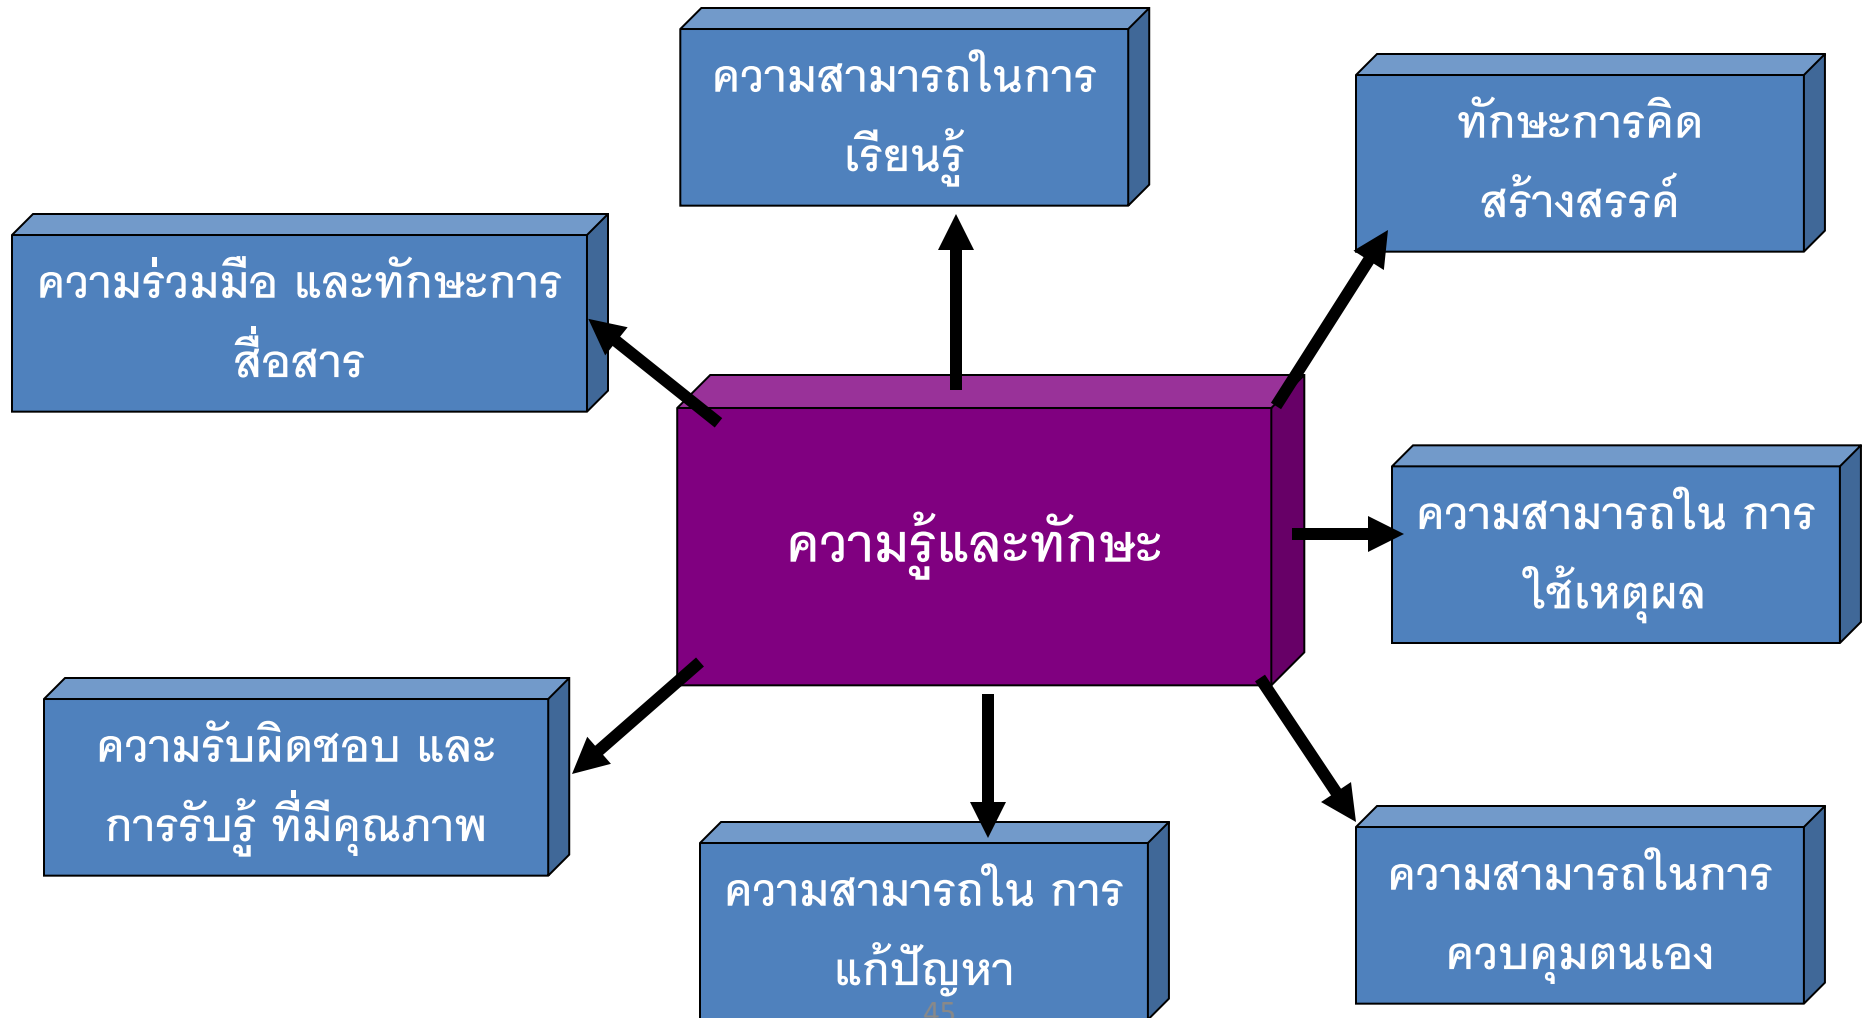 ความสามารถในการ
เรียนรู้
ทักษะการคิด
สร้างสรรค์
ความร่วมมือ และทักษะการ
สื่อสาร
ความรู้และทักษะ
ความสามารถใน การ
ใช้เหตุผล
ความรับผิดชอบ และ
การรับรู้ ที่มีคุณภาพ
ความสามารถใน การ
แก้ปัญหา
ความสามารถในการ
ควบคุมตนเอง
45